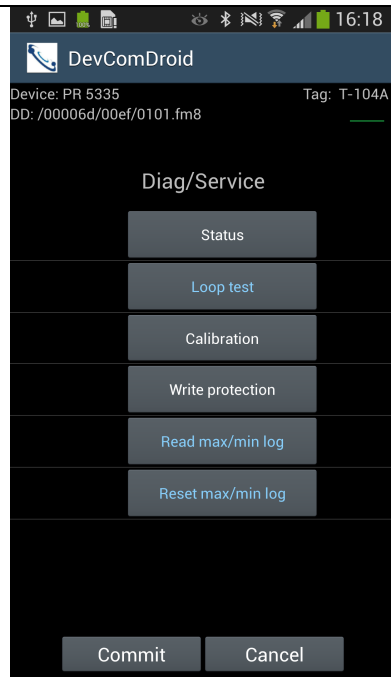 16:18
DevComDroid
Device: PR 5335 Tag: T-104A
DD: /00006d/00ef/0101.fm8
Diag/Service
Status
Loop test
Calibration
Write protection
Read max/min log
Reset max/min log
Commit Cancel